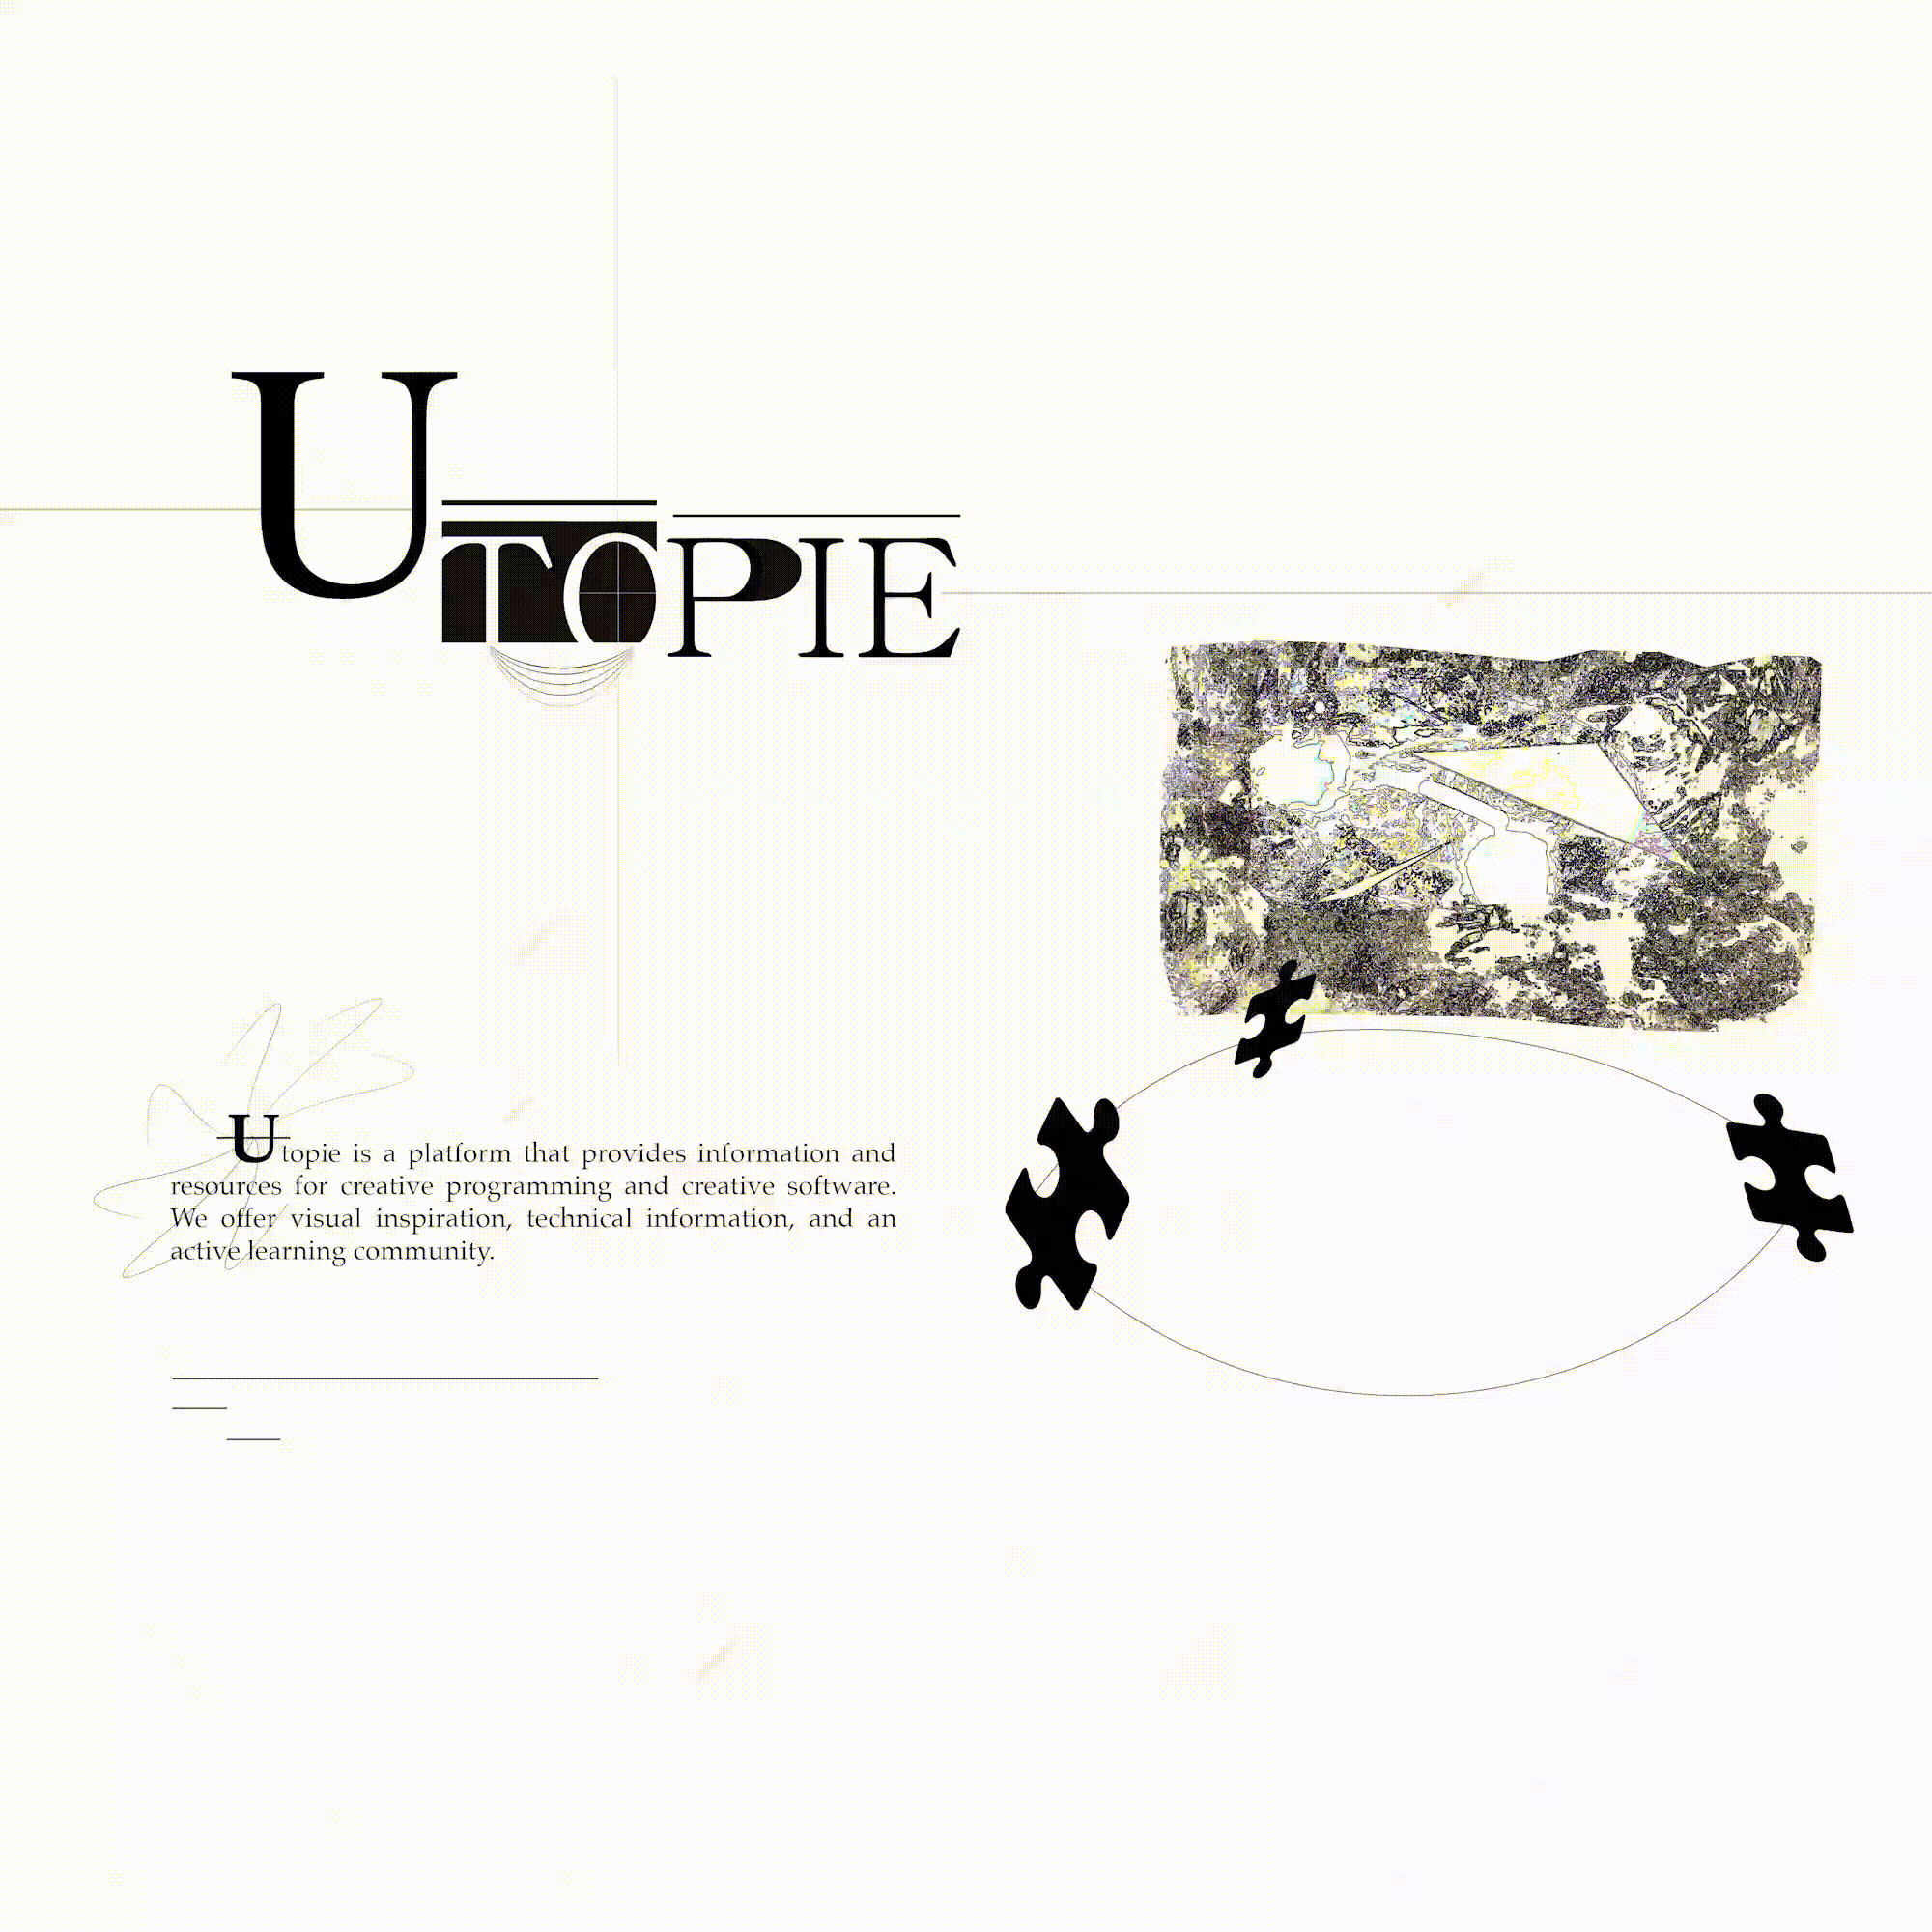 UTOPIE
Utopie is a platform that provides information and
resources for creative programming and creative software.
We offer visual inspiration, technical information, and an
active learning community.